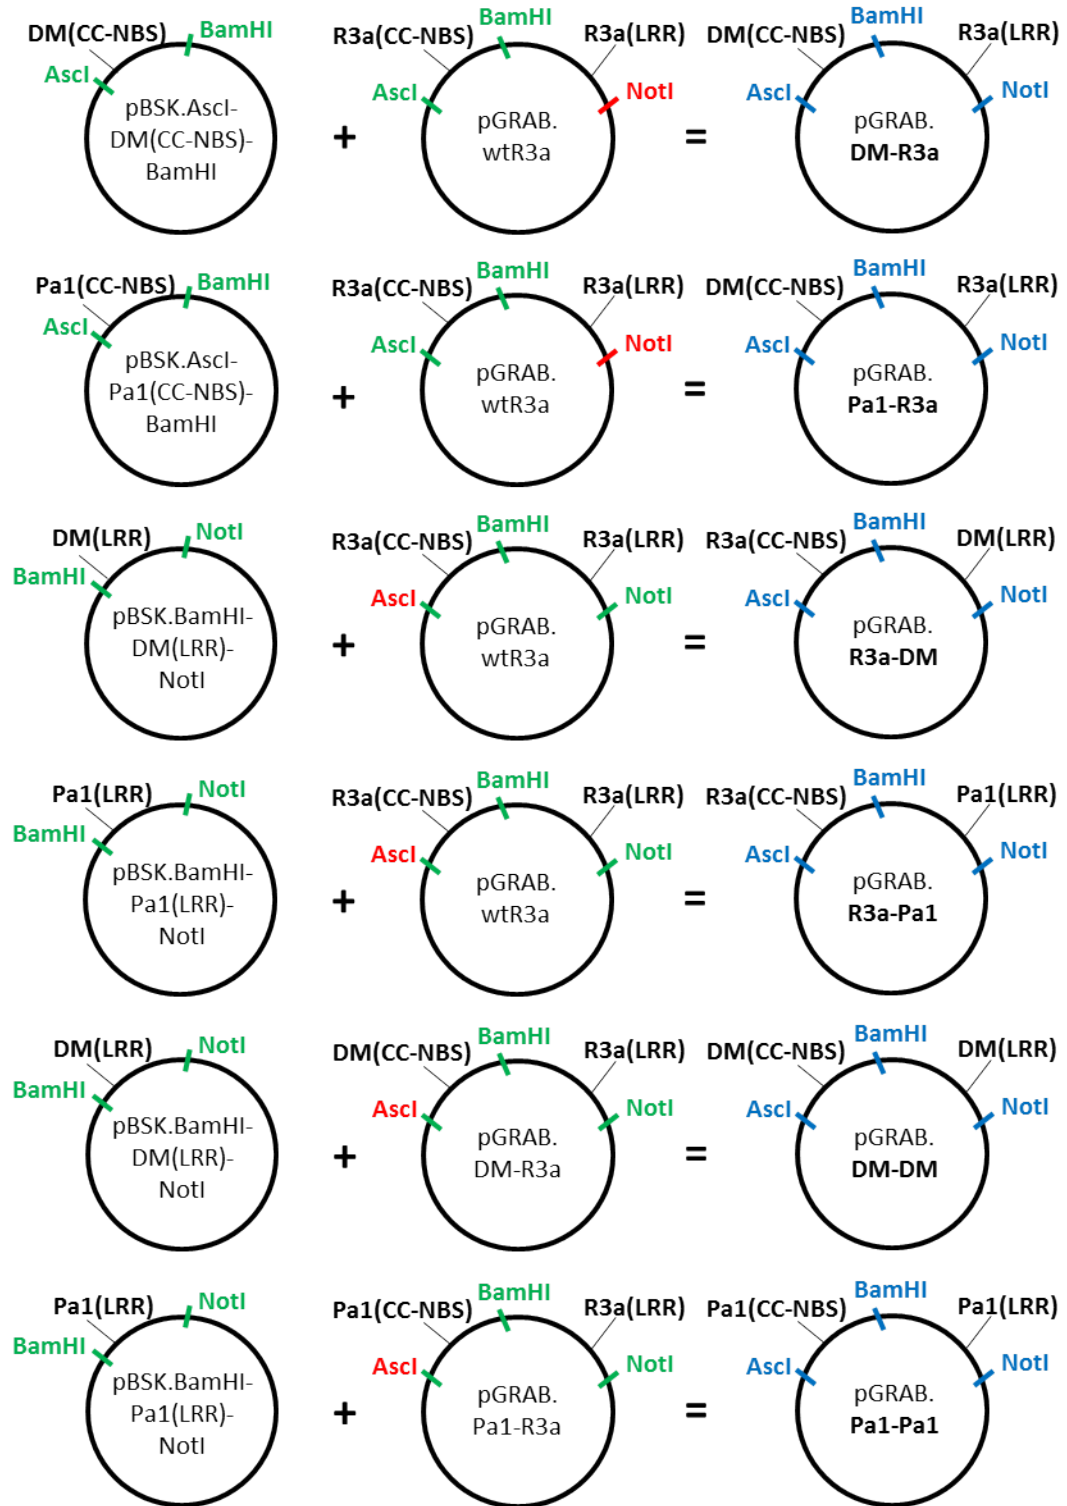 DM(CC-NBS)
BamHI
AscI
pBSK.AscI-
DM(CC-NBS)-
BamHI
+
R3a(CC-NBS)
BamHI
R3a(LRR)
AscI
NotI
pGRAB.
wtR3a
=
DM(CC-NBS)
BamHI
R3a(LRR)
AscI
NotI
pGRAB.
DM-R3a
Pa1(CC-NBS)
BamHI
AscI
pBSK.AscI-
Pa1(CC-NBS)-
BamHI
+
R3a(CC-NBS)
BamHI
R3a(LRR)
AscI
NotI
pGRAB.
wtR3a
=
DM(CC-NBS)
BamHI
R3a(LRR)
AscI
NotI
pGRAB.
Pa1-R3a
DM(LRR)
NotI
BamHI
pBSK.BamHI-
DM(LRR)-
NotI
+
R3a(CC-NBS)
BamHI
R3a(LRR)
AscI
NotI
pGRAB.
wtR3a
=
R3a(CC-NBS)
BamHI
DM(LRR)
AscI
NotI
pGRAB.
R3a-DM
Pa1(LRR)
NotI
BamHI
pBSK.BamHI-
Pa1(LRR)-
NotI
+
R3a(CC-NBS)
BamHI
R3a(LRR)
AscI
NotI
pGRAB.
wtR3a
=
R3a(CC-NBS)
BamHI
Pa1(LRR)
AscI
NotI
pGRAB.
R3a-Pa1
DM(LRR)
NotI
BamHI
pBSK.BamHI-
DM(LRR)-
NotI
+
DM(CC-NBS)
BamHI
R3a(LRR)
AscI
NotI
pGRAB.
DM-R3a
=
DM(CC-NBS)
BamHI
DM(LRR)
AscI
NotI
pGRAB.
DM-DM
Pa1(LRR)
NotI
BamHI
pBSK.BamHI-
Pa1(LRR)-
NotI
+
Pa1(CC-NBS)
BamHI
R3a(LRR)
AscI
NotI
pGRAB.
Pa1-R3a
=
Pa1(CC-NBS)
BamHI
Pa1(LRR)
AscI
NotI
pGRAB.
Pa1-Pa1